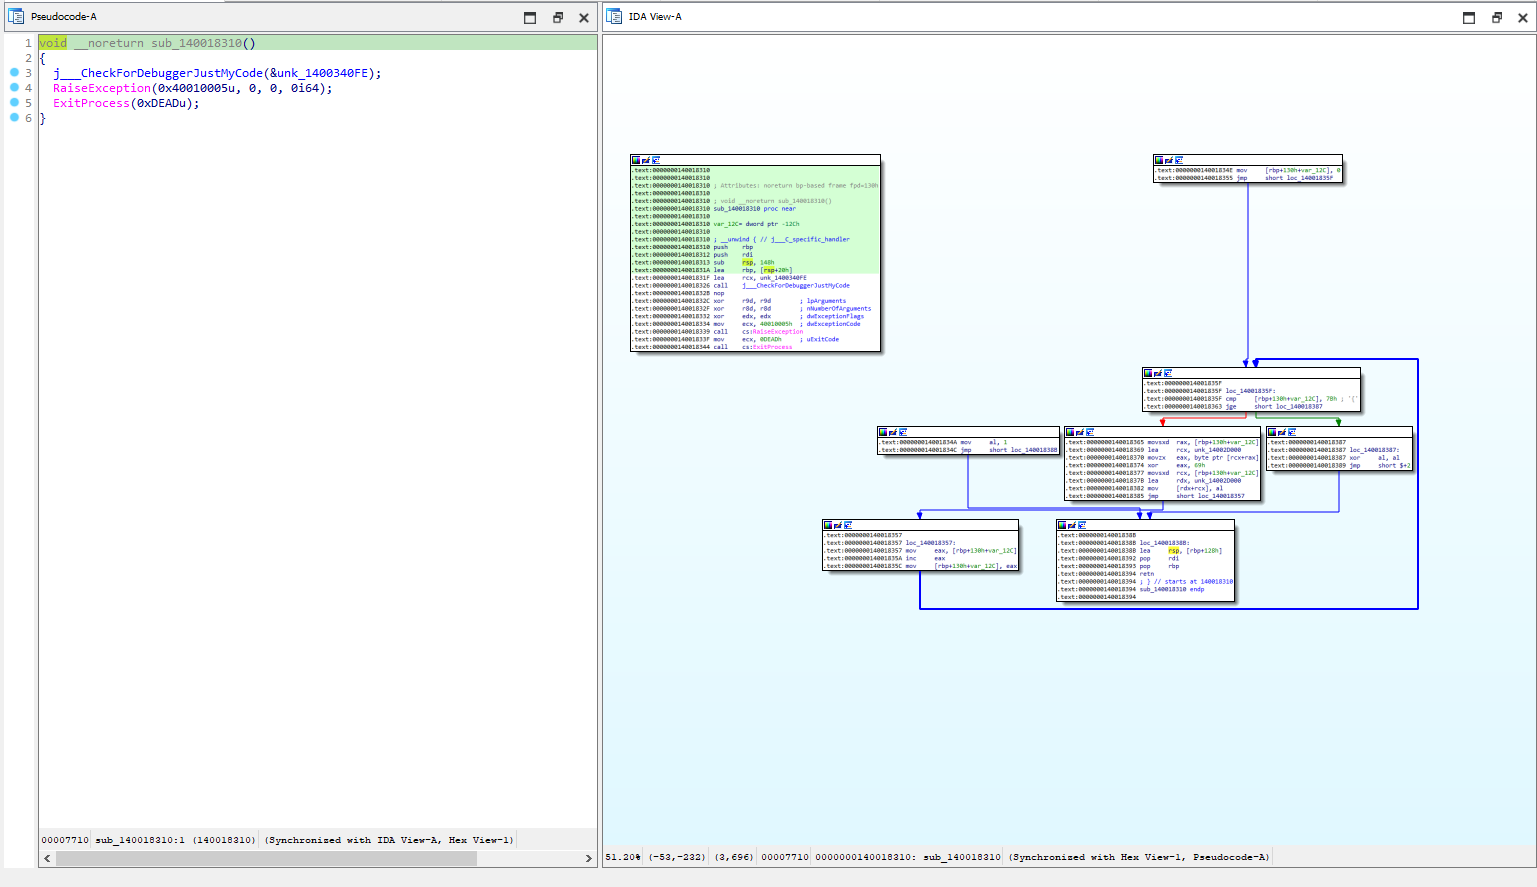 Pseudocode-A
1 void __noreturn sub_140018310()
2 {
3 j___CheckForDebuggerJustMyCode(&unk_1400340FE);
4 RaiseException(0x40010005u, 0, 0, 0i64);
5 ExitProcess(0xDEADu);
6 }
00007710 sub_140018310:1 (140018310) (Synchronized with IDA View-A, Hex View-1)
IDA View-A
.text:0000000140018310
.text:0000000140018310
.text:0000000140018310 ; Attributes: noreturn bp-based frame fpd=130h
.text:0000000140018310
.text:0000000140018310 ; void __noreturn sub_140018310()
.text:0000000140018310 sub_140018310 proc near
.text:0000000140018310
.text:0000000140018310 var_12C= dword ptr -12Ch
.text:0000000140018310
.text:0000000140018310 ; __unwind { // j___C_specific_handler
.text:0000000140018310 push rbp
.text:0000000140018312 push rdi
.text:0000000140018313 sub rsp, 148h
.text:000000014001831A lea rbp, [rsp+20h]
.text:000000014001831F lea rcx, unk_1400340FE
.text:0000000140018326 call j___CheckForDebuggerJustMyCode
.text:000000014001832B nop
.text:000000014001832C xor r9d, r9d ; lpArguments
.text:000000014001832F xor r8d, r8d ; nNumberOfArguments
.text:0000000140018332 xor edx, edx ; dwExceptionFlags
.text:0000000140018334 mov ecx, 40010005h ; dwExceptionCode
.text:0000000140018339 call cs:RaiseException
.text:000000014001833F mov ecx, 0DEADh ; uExitCode
.text:0000000140018344 call cs:ExitProcess
.text:000000014001834E mov [rbp+130h+var_12C], 0
.text:0000000140018355 jmp short loc_14001835F
.text:000000014001835F
.text:000000014001835F loc_14001835F:
.text:000000014001835F cmp [rbp+130h+var_12C], 7Bh ; '{'
.text:0000000140018363 jge short loc_140018387
.text:000000014001834A mov al, 1
.text:000000014001834C jmp short loc_14001838B
.text:0000000140018365 movsxd rax, [rbp+130h+var_12C]
.text:0000000140018369 lea rcx, unk_14002D000
.text:0000000140018370 movzx eax, byte ptr [rcx+rax]
.text:0000000140018374 xor eax, 69h
.text:0000000140018377 movsxd rcx, [rbp+130h+var_12C]
.text:000000014001837B lea rdx, unk_14002D000
.text:0000000140018382 mov [rdx+rcx], al
.text:0000000140018385 jmp short loc_140018357
.text:0000000140018387
.text:0000000140018387 loc_140018387:
.text:0000000140018387 xor al, al
.text:0000000140018389 jmp short $+2
.text:0000000140018357
.text:0000000140018357 loc_140018357:
.text:0000000140018357 mov eax, [rbp+130h+var_12C]
.text:000000014001835A inc eax
.text:000000014001835C mov [rbp+130h+var_12C], eax
.text:000000014001838B
.text:000000014001838B loc_14001838B:
.text:000000014001838B lea rsp, [rbp+128h]
.text:0000000140018392 pop rdi
.text:0000000140018393 pop rbp
.text:0000000140018394 retn
.text:0000000140018394 ; } // starts at 140018310
.text:0000000140018394 sub_140018310 endp
.text:0000000140018394
51.20% (-53,-232) (3,696) 00007710 0000000140018310: sub_140018310 (Synchronized with Hex View-1, Pseudocode-A)